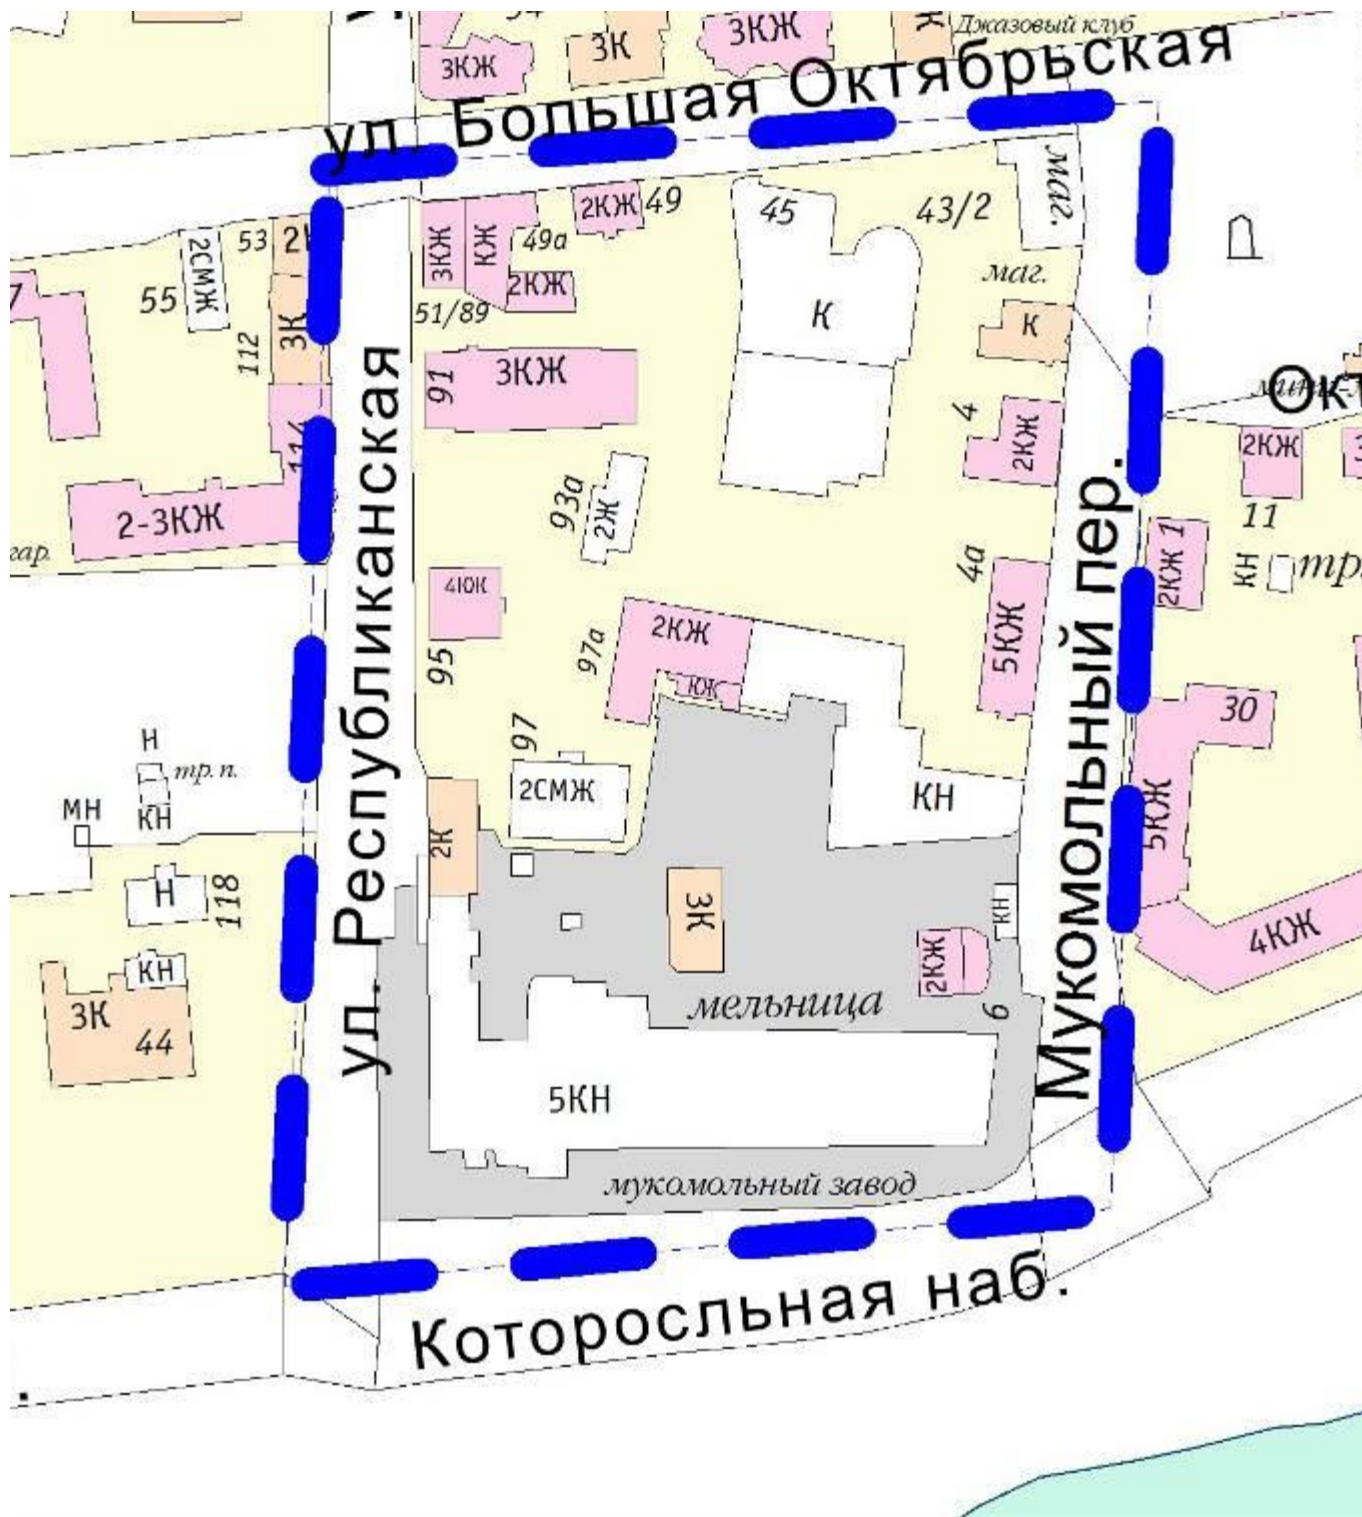 3КЖ
3К
3КЖ
К
Джазовый клуб
ул. Большая Октябрьская
53
2СМЖ
55
3К
112
114
2-3КЖ
гар.
3КЖ
КЖ
49а
2КЖ
49
2КЖ
51/89
45
К
43/2
маг.
маг.
К
91
3КЖ
4
2КЖ
93а
2Ж
4а
5КЖ
95
97а
2КЖ
КЖ
97
2СМЖ
2К
КН
3К
КН
2КЖ
6
мельница
5КН
мукомольный завод
ул. Республиканская
Мукомольный пер.
Окт
2КЖ
11
2КЖ 1
КН
тр.
30
5КЖ
4КЖ
Н
тр. п.
МН
КН
Н
118
КН
3К
44
Которосльная наб.